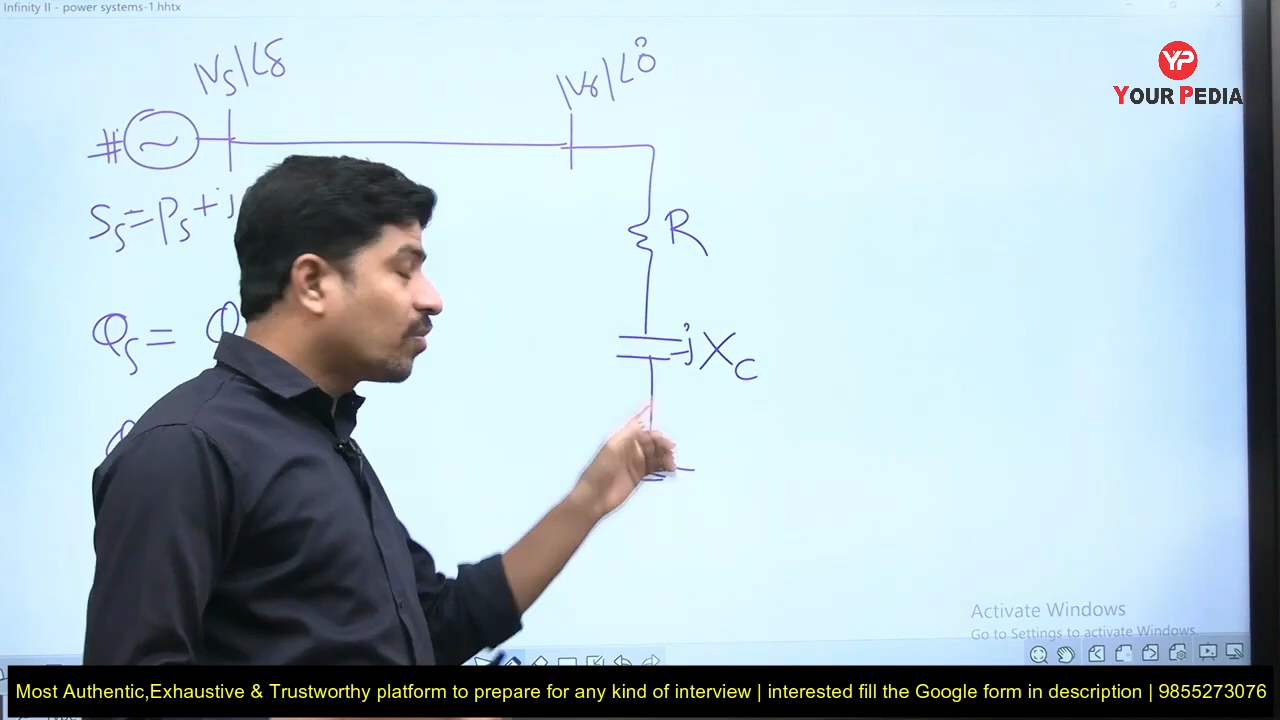 Infinity II - power systems-1.hhtx
YP
YOUR PEDIA
|Vs|∠δ
|Vr|∠0°
Ss=Ps+j
R
Qs= Q
-jXc
Activate Windows
Go to Settings to activate Windows.
Most Authentic,Exhaustive & Trustworthy platform to prepare for any kind of interview | interested fill the Google form in description | 9855273076